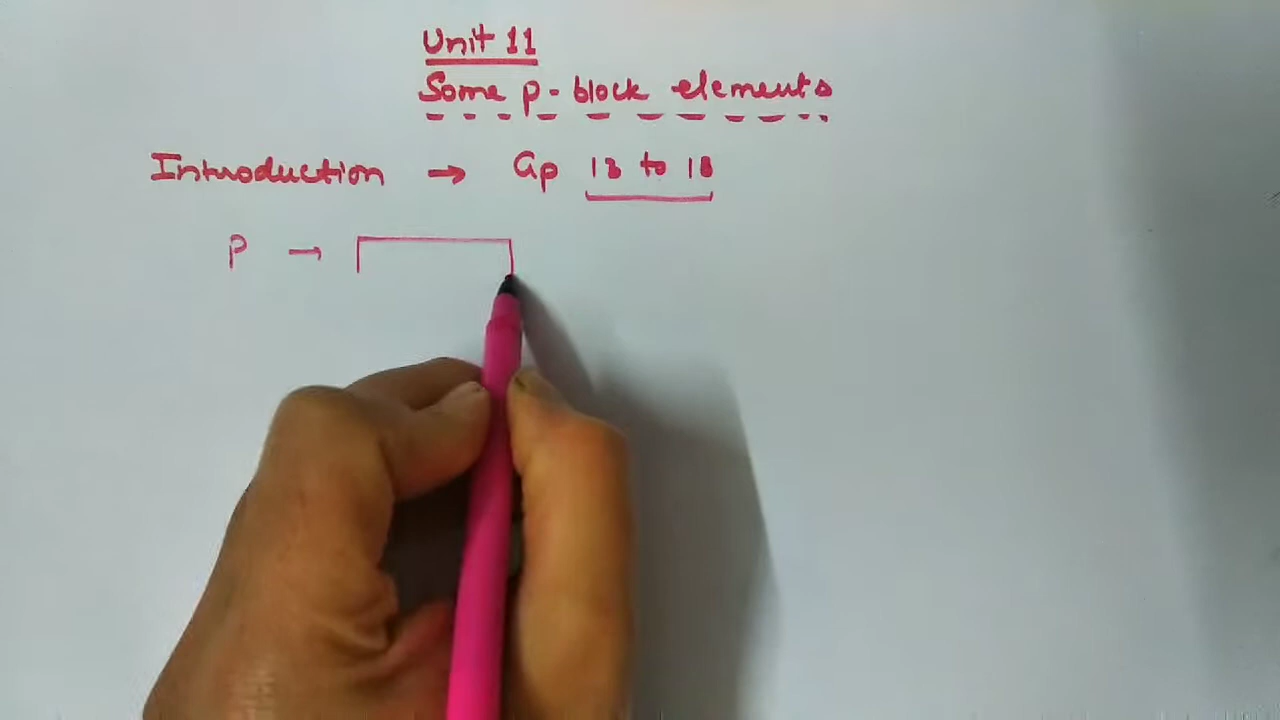 Unit 11
Some p-block elements
Introduction → Gp 13 to 18
P →